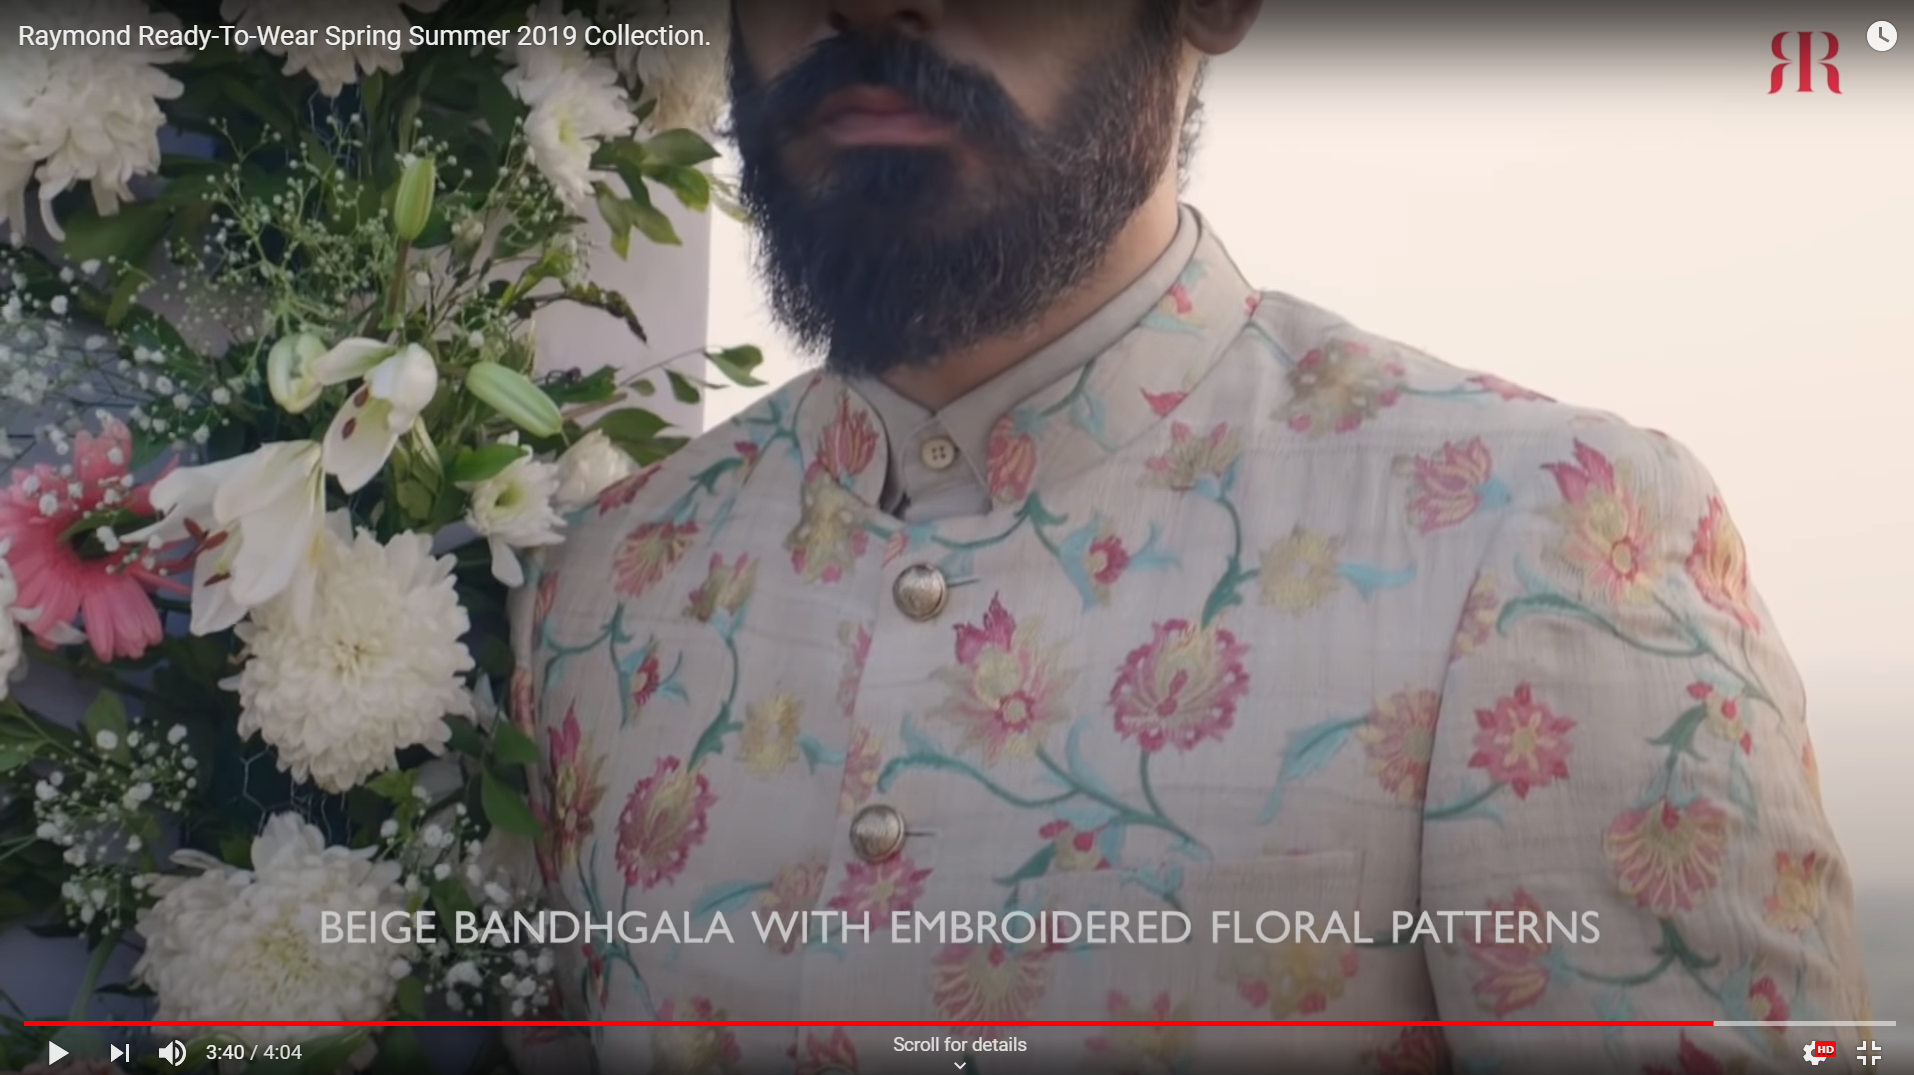 Raymond Ready-To-Wear Spring Summer 2019 Collection.
RR
BEIGE BANDHGALA WITH EMBROIDERED FLORAL PATTERNS
3:40 / 4:04
Scroll for details
HD